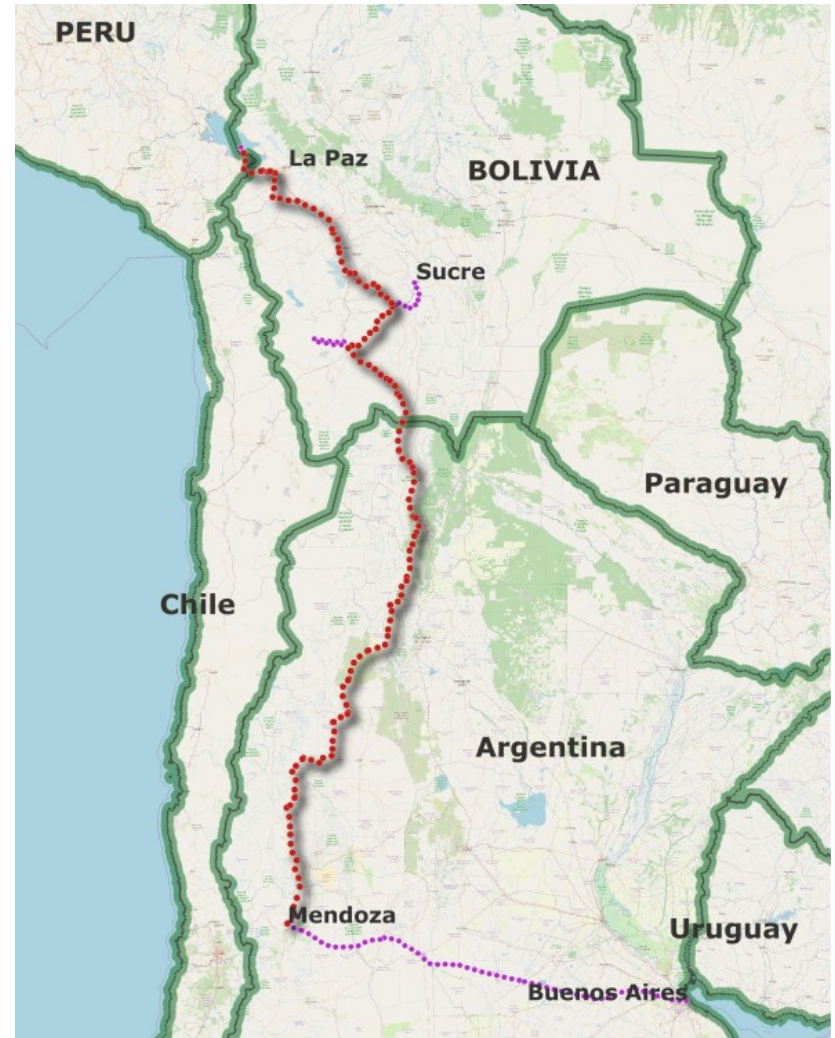 PERU
La Paz
BOLIVIA
Sucre
Paraguay
Chile
Argentina
Mendoza
Uruguay
Buenos Aires